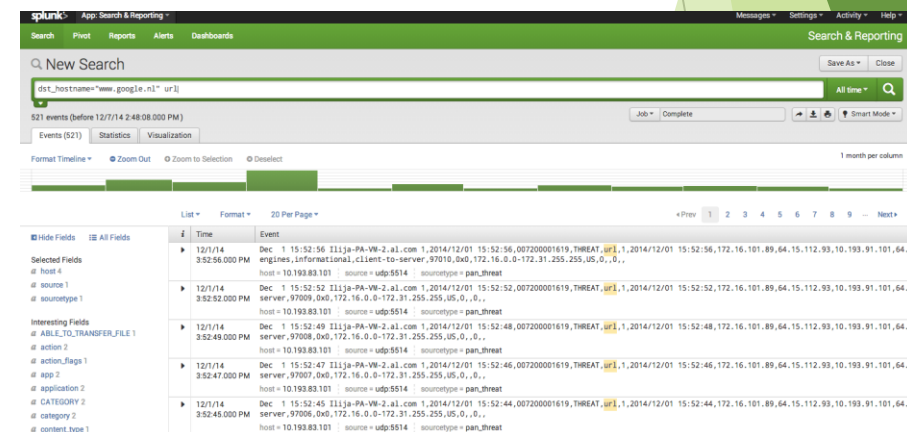 splunk> App: Search & Reporting Messages Settings Activity Help
Search Pivot Reports Alerts Dashboards Search & Reporting
New Search Save As Close
dst_hostname="www.google.nl" url All time
521 events (before 12/7/14 2:48:08.000 PM) Job Complete Smart Mode
Events (521) Statistics Visualization
Format Timeline Zoom Out Zoom to Selection Deselect 1 month per column
List Format 20 Per Page Prev 1 2 3 4 5 6 7 8 9 ... Next
Hide Fields All Fields i Time Event
Selected Fields
# host 4
# source 1
# sourcetype 1
Interesting Fields
# ABLE_TO_TRANSFER_FILE 1
# action 2
# action_flags 1
# app 2
# application 2
# CATEGORY 2
# category 2
# content_type 1
12/1/14 3:52:56.000 PM
Dec 1 15:52:56 Ilija-PA-VM-2.al.com 1,2014/12/01 15:52:56,007200001619,THREAT,url,1,2014/12/01 15:52:56,172.16.101.89,64.15.112.93,10.193.91.101,64.
engines,informational,client-to-server,97010,0x0,172.16.0.0-172.31.255.255,US,0,,0,,
host = 10.193.83.101 source = udp:5514 sourcetype = pan_threat
12/1/14 3:52:52.000 PM
Dec 1 15:52:52 Ilija-PA-VM-2.al.com 1,2014/12/01 15:52:52,007200001619,THREAT,url,1,2014/12/01 15:52:52,172.16.101.89,64.15.112.93,10.193.91.101,64.
server,97009,0x0,172.16.0.0-172.31.255.255,US,0,,0,,
host = 10.193.83.101 source = udp:5514 sourcetype = pan_threat
12/1/14 3:52:49.000 PM
Dec 1 15:52:49 Ilija-PA-VM-2.al.com 1,2014/12/01 15:52:48,007200001619,THREAT,url,1,2014/12/01 15:52:48,172.16.101.89,64.15.112.93,10.193.91.101,64.
server,97008,0x0,172.16.0.0-172.31.255.255,US,0,,0,,
host = 10.193.83.101 source = udp:5514 sourcetype = pan_threat
12/1/14 3:52:47.000 PM
Dec 1 15:52:47 Ilija-PA-VM-2.al.com 1,2014/12/01 15:52:46,007200001619,THREAT,url,1,2014/12/01 15:52:46,172.16.101.89,64.15.112.93,10.193.91.101,64.
server,97007,0x0,172.16.0.0-172.31.255.255,US,0,,0,,
host = 10.193.83.101 source = udp:5514 sourcetype = pan_threat
12/1/14 3:52:45.000 PM
Dec 1 15:52:45 Ilija-PA-VM-2.al.com 1,2014/12/01 15:52:44,007200001619,THREAT,url,1,2014/12/01 15:52:44,172.16.101.89,64.15.112.93,10.193.91.101,64.
server,97006,0x0,172.16.0.0-172.31.255.255,US,0,,0,,
host = 10.193.83.101 source = udp:5514 sourcetype = pan_threat